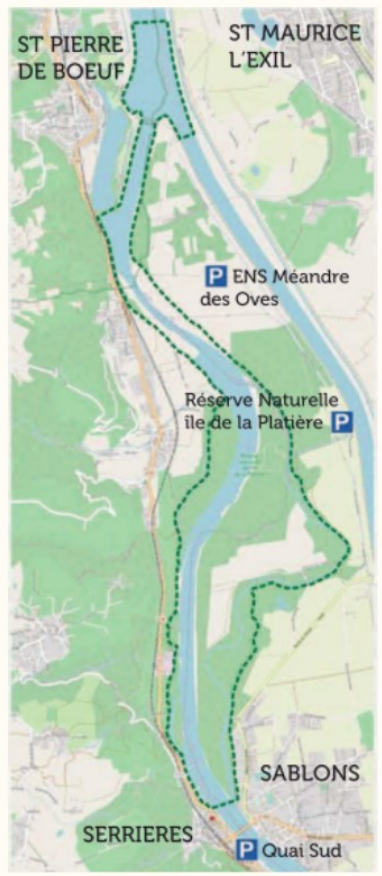 ST PIERRE
DE BOEUF
ST MAURICE
L'EXIL
P ENS Méandre
des Oves
Réserve Naturelle
île de la Platière P
SABLONS
SERRIERES
P Quai Sud